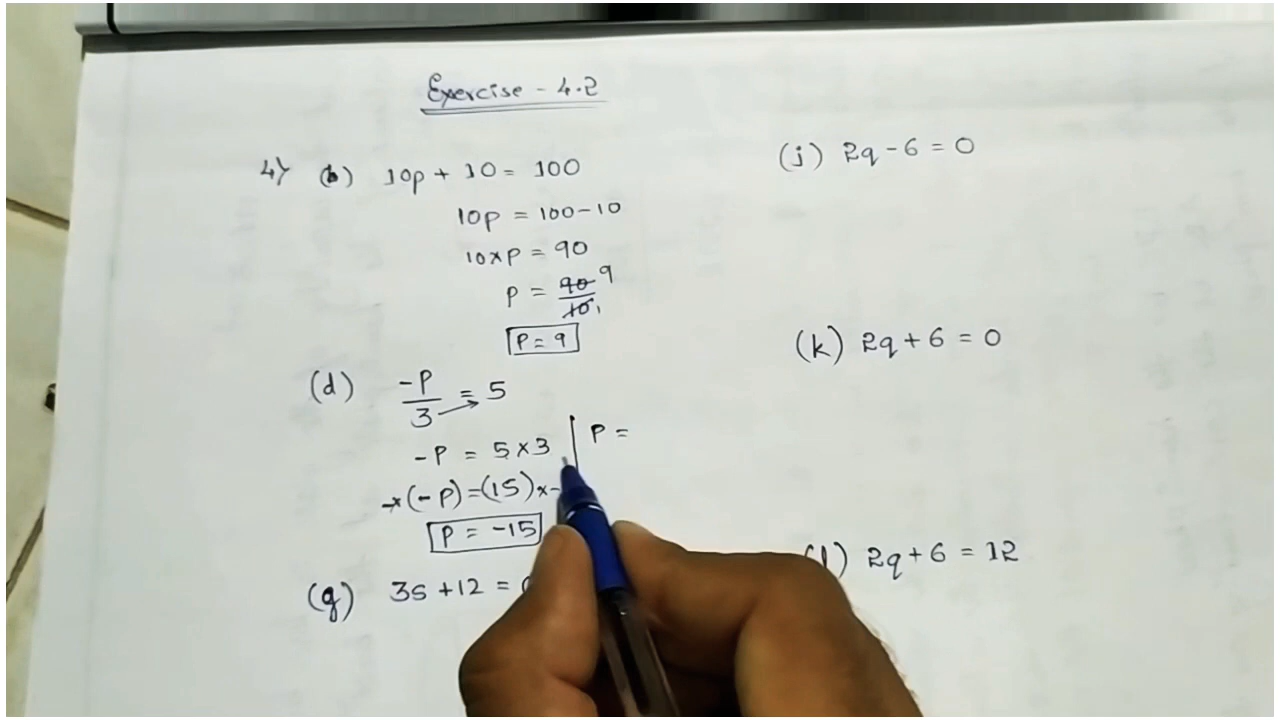 Exercise - 4.2
4) (b) 10p + 10 = 100
10p = 100-10
10×p = 90
p = 90/10 9 1
P = 9
(d) -P/3 = 5
-P = 5×3
-×(-P)=(15)×-
P = -15
P =
(g) 3s +12 =
(j) 2q - 6 = 0
(k) 2q + 6 = 0
(l) 2q + 6 = 12